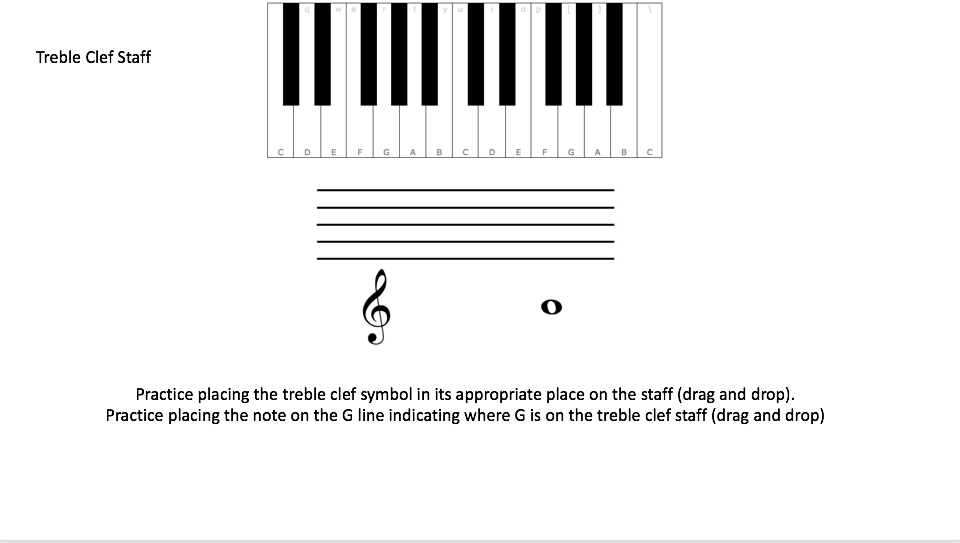 q w e r t y u i o p [ ] \
Treble Clef Staff
C D E F G A B C D E F G A B C
Practice placing the treble clef symbol in its appropriate place on the staff (drag and drop).
Practice placing the note on the G line indicating where G is on the treble clef staff (drag and drop)